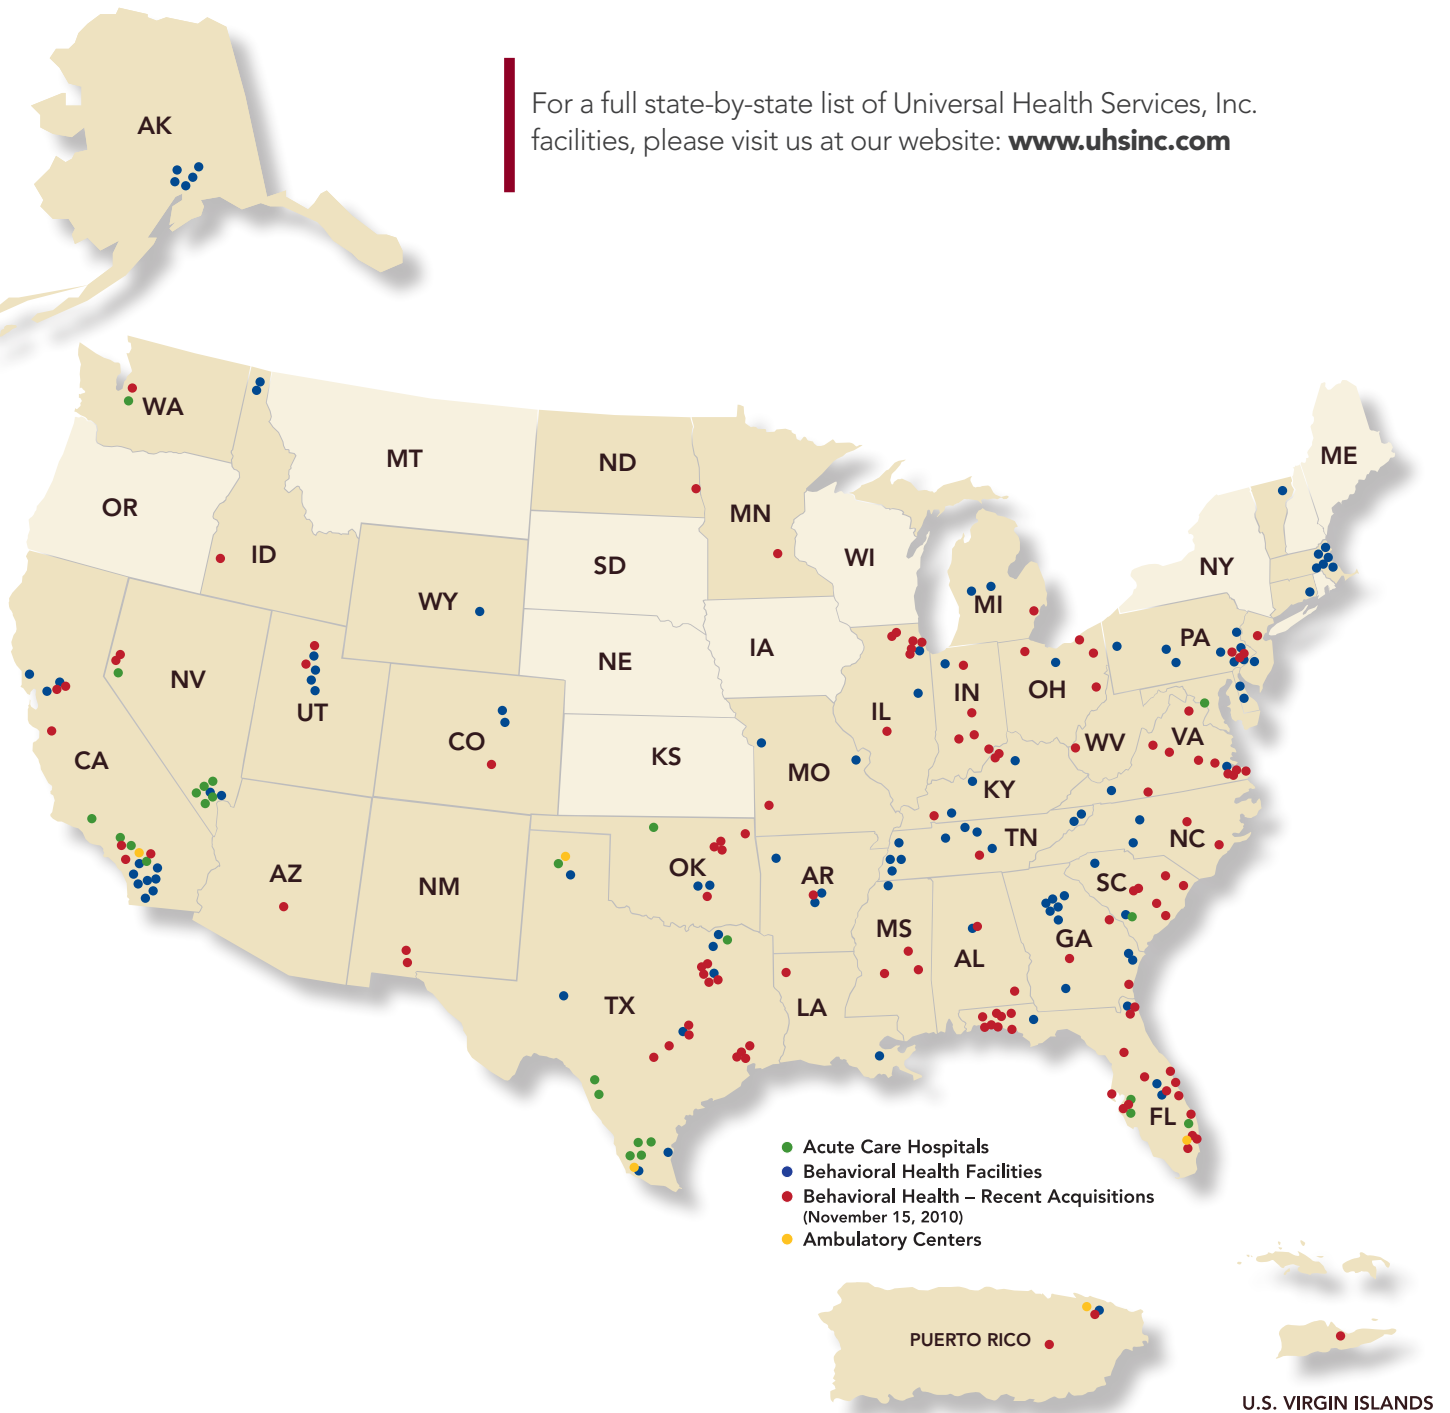 For a full state-by-state list of Universal Health Services, Inc.
facilities, please visit us at our website: www.uhsinc.com
AK
WA
MT
ND
MN
ME
OR
ID
SD
WI
NY
WY
MI
PA
NV
UT
NE
IA
IL
IN
OH
CA
CO
KS
MO
WV
VA
KY
AZ
NM
OK
AR
TN
NC
SC
MS
AL
GA
TX
LA
FL
Acute Care Hospitals
Behavioral Health Facilities
Behavioral Health – Recent Acquisitions
(November 15, 2010)
Ambulatory Centers
PUERTO RICO
U.S. VIRGIN ISLANDS